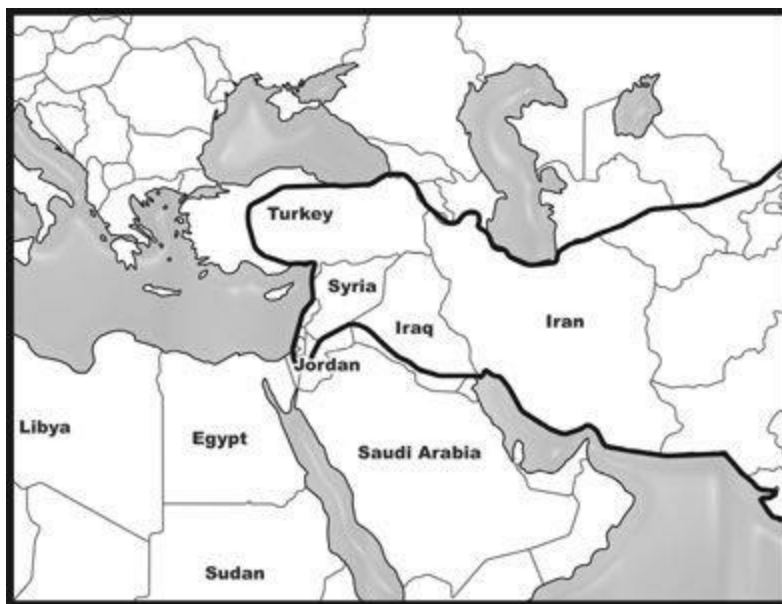 Turkey
Syria
Iraq
Iran
Jordan
Libya
Egypt
Saudi Arabia
Sudan